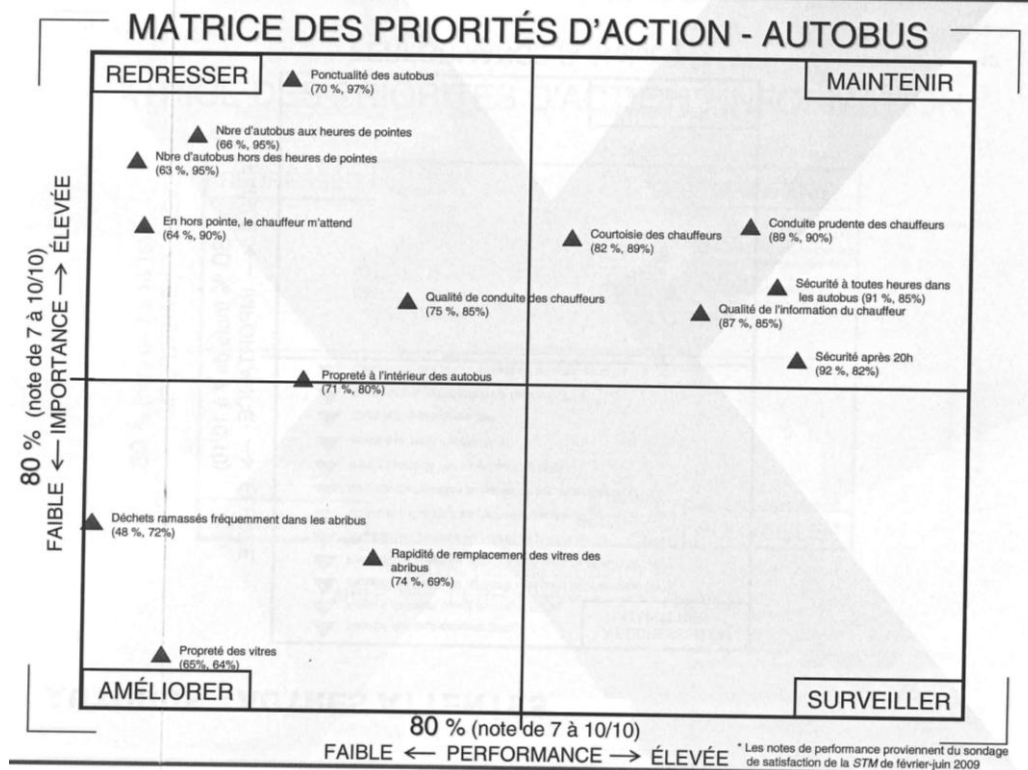 MATRICE DES PRIORITÉS D'ACTION - AUTOBUS
REDRESSER
MAINTENIR
Ponctualité des autobus
(70 %, 97%)
Nbre d'autobus aux heures de pointes
(66 %, 95%)
Nbre d'autobus hors des heures de pointes
(63 %, 95%)
En hors pointe, le chauffeur m'attend
(64 %, 90%)
Courtoisie des chauffeurs
(82 %, 89%)
Conduite prudente des chauffeurs
(89 %, 90%)
Qualité de conduite des chauffeurs
(75 %, 85%)
Sécurité à toutes heures dans
les autobus (91 %, 85%)
Qualité de l'information du chauffeur
(87 %, 85%)
Sécurité après 20h
(92 %, 82%)
Propreté à l'intérieur des autobus
(71 %, 80%)
Déchets ramassés fréquemment dans les abribus
(48 %, 72%)
Rapidité de remplacement des vitres des
abribus
(74 %, 69%)
Propreté des vitres
(65%, 64%)
AMÉLIORER
SURVEILLER
80 % (note de 7 à 10/10)
FAIBLE ← IMPORTANCE → ÉLEVÉE
80 % (note de 7 à 10/10)
FAIBLE ← PERFORMANCE → ÉLEVÉE
* Les notes de performance proviennent du sondage
de satisfaction de la STM de février-juin 2009